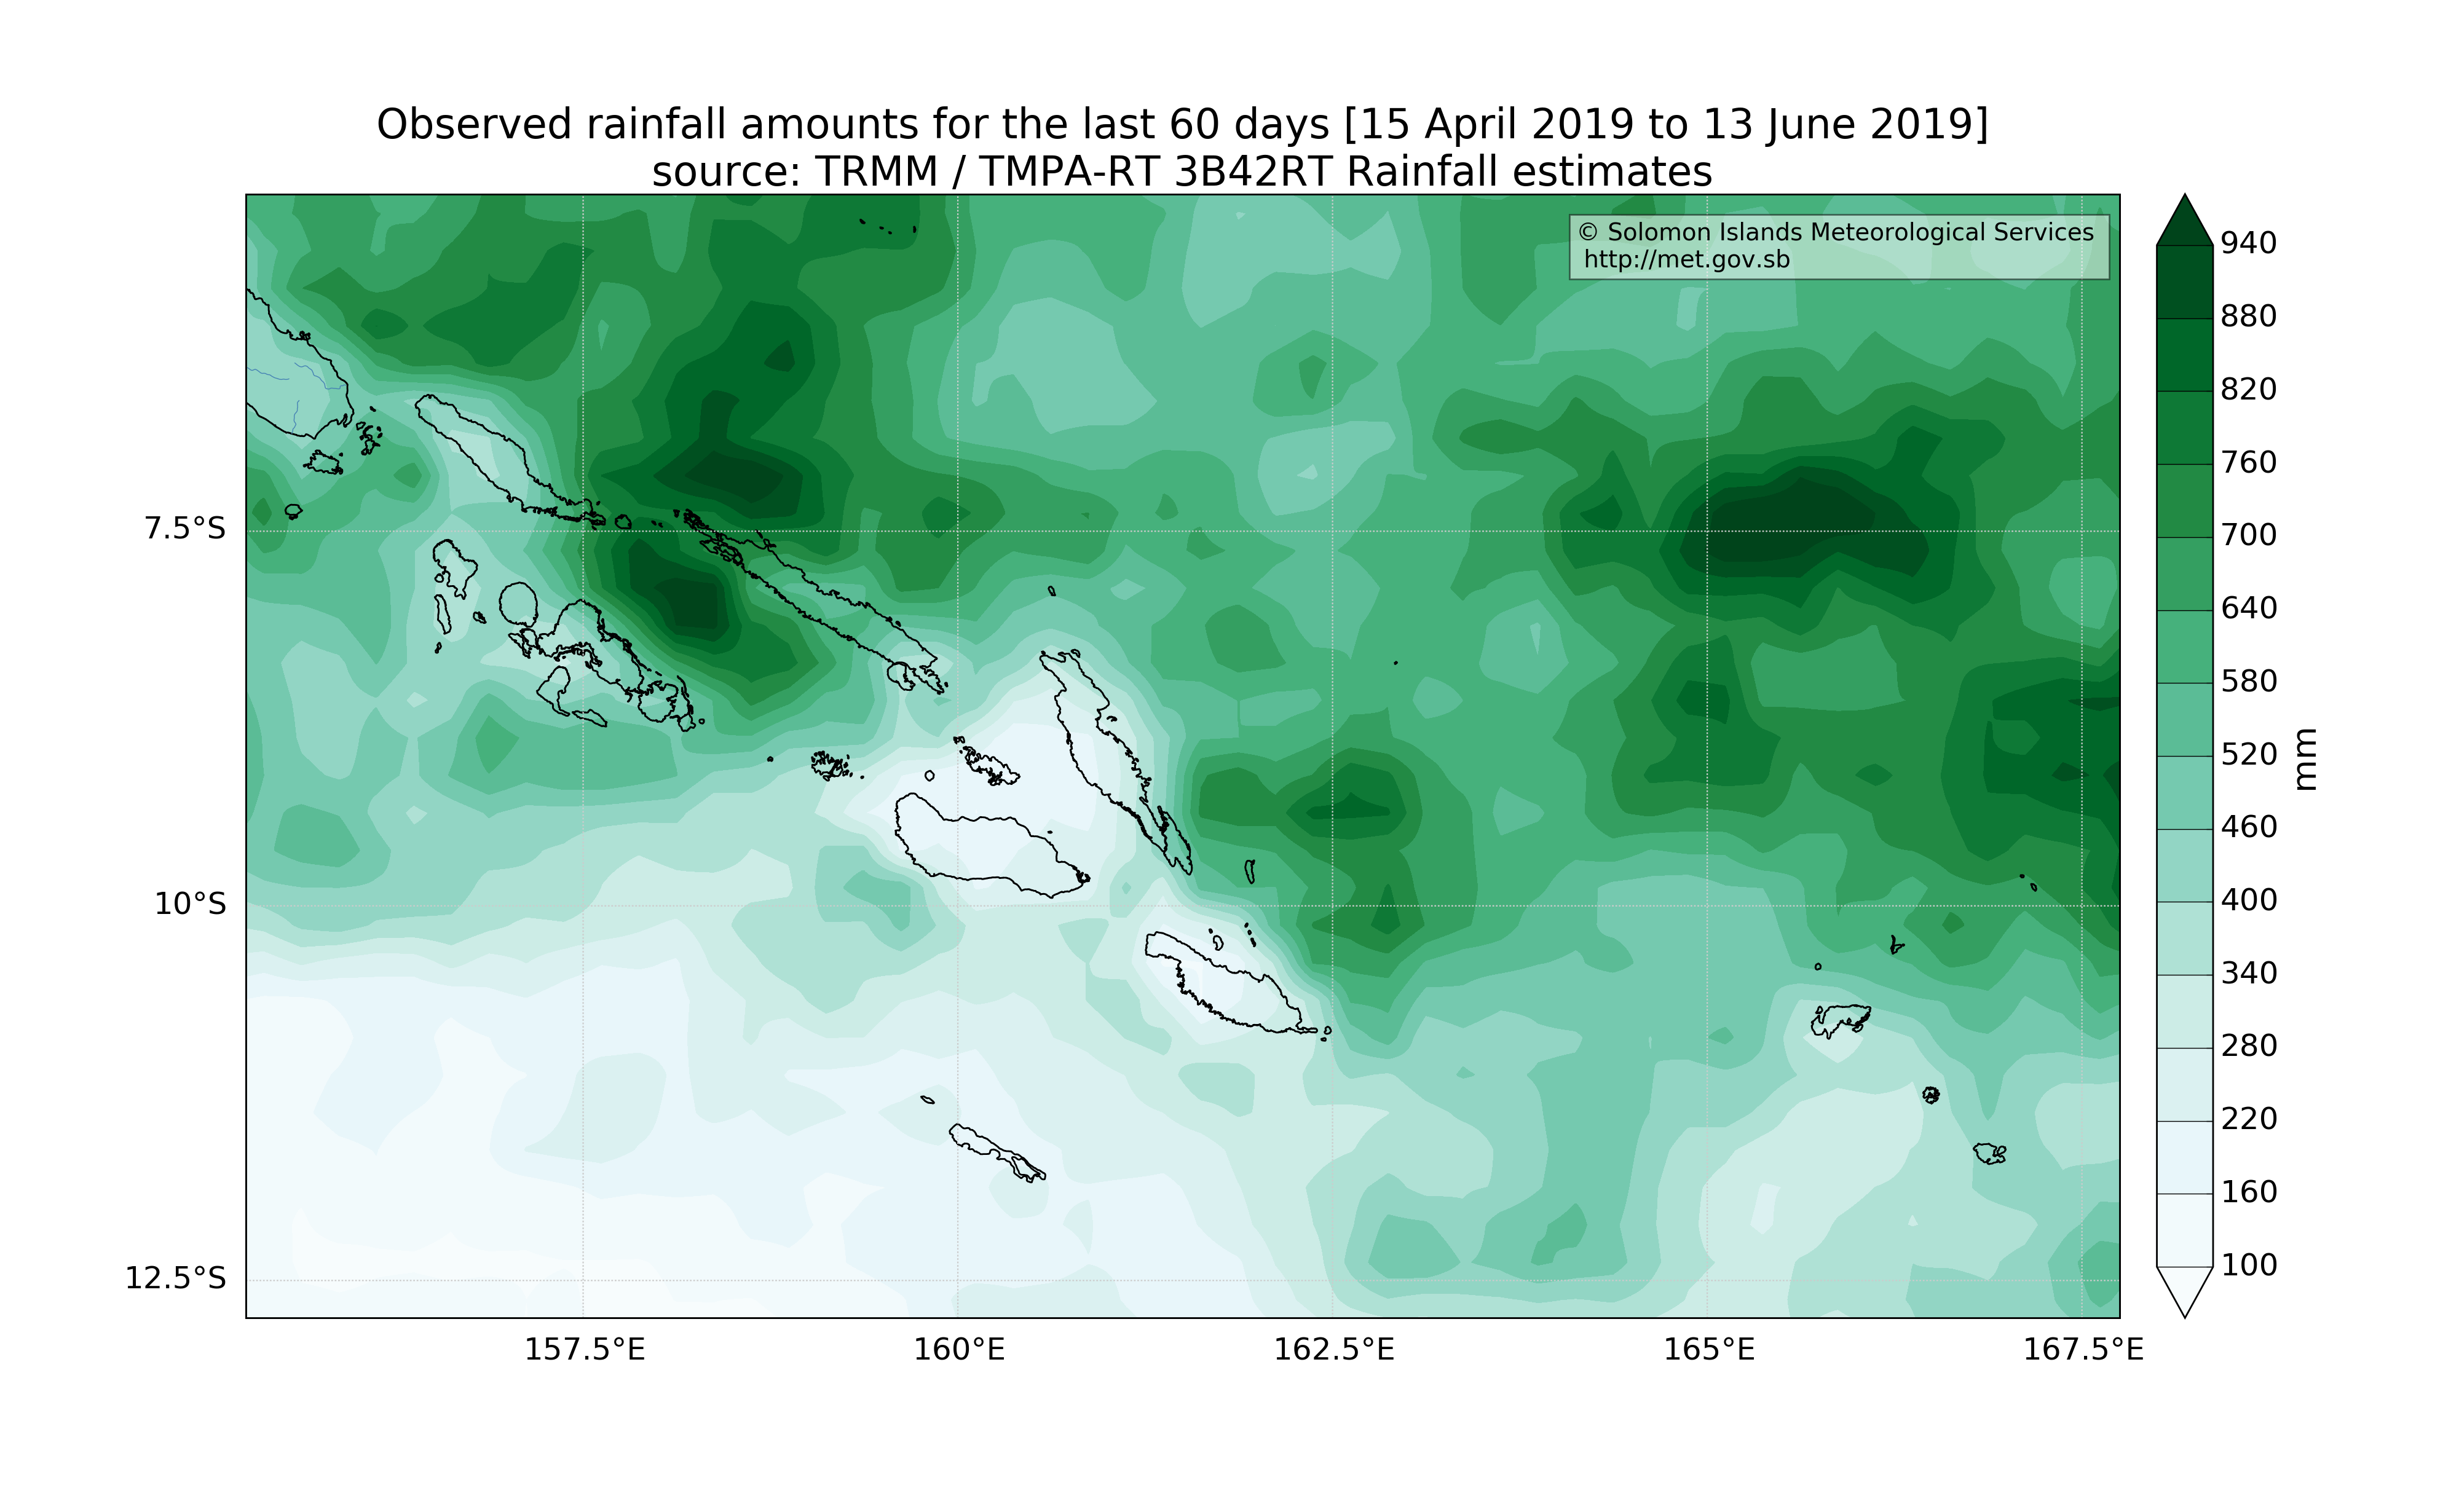 Observed rainfall amounts for the last 60 days [15 April 2019 to 13 June 2019]
source: TRMM / TMPA-RT 3B42RT Rainfall estimates
© Solomon Islands Meteorological Services
http://met.gov.sb
7.5°S
10°S
12.5°S
157.5°E
160°E
162.5°E
165°E
167.5°E
940
880
820
760
700
640
580
520
460
400
340
280
220
160
100
mm